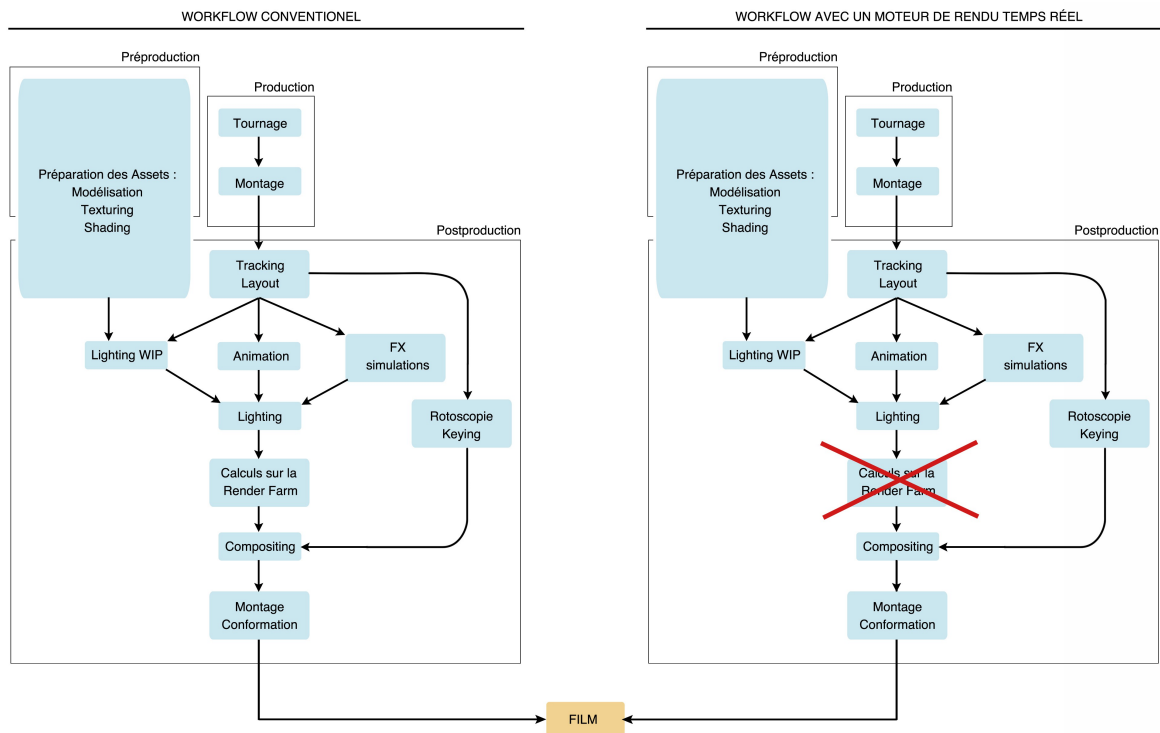 WORKFLOW CONVENTIONEL
Préproduction
Production
Tournage
Montage
Préparation des Assets :
Modélisation
Texturing
Shading
Postproduction
Tracking
Layout
Lighting WIP
Animation
FX
simulations
Lighting
Rotoscopie
Keying
Calculs sur la
Render Farm
Compositing
Montage
Conformation
WORKFLOW AVEC UN MOTEUR DE RENDU TEMPS RÉEL
Préproduction
Production
Tournage
Montage
Préparation des Assets :
Modélisation
Texturing
Shading
Postproduction
Tracking
Layout
Lighting WIP
Animation
FX
simulations
Lighting
Rotoscopie
Keying
Calculs sur la
Render Farm
Compositing
Montage
Conformation
FILM